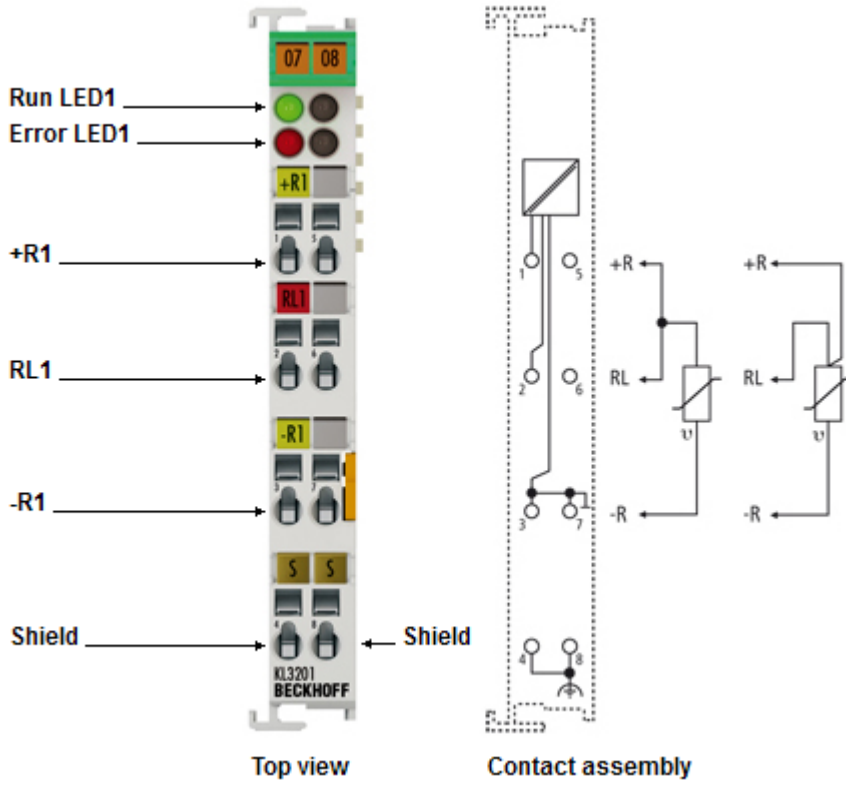 07 08
Run LED1
Error LED1
+R1
1 5
+R1
RL1
2 6
RL1
-R1
3 7
-R1
S S
4 8
Shield
Shield
KL3201
BECKHOFF
Top view
1 5
2 6
3 7
4 8
Contact assembly
+R
RL
υ
-R
+R
RL
υ
-R